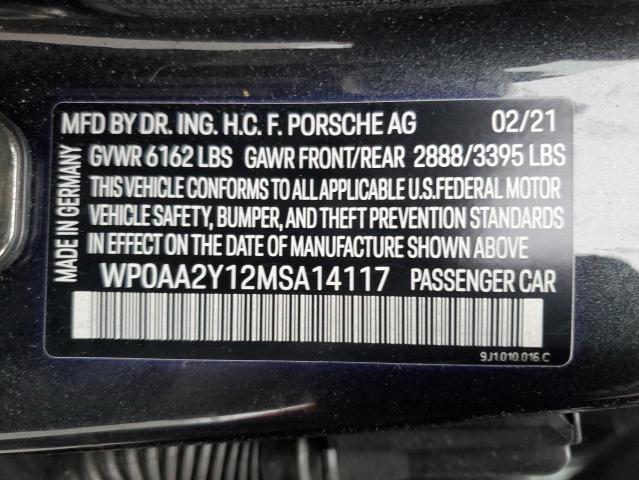 MFD BY DR. ING. H.C. F. PORSCHE AG 02/21
GVWR 6162 LBS GAWR FRONT/REAR 2888/3395 LBS
THIS VEHICLE CONFORMS TO ALL APPLICABLE U.S.FEDERAL MOTOR
VEHICLE SAFETY, BUMPER, AND THEFT PREVENTION STANDARDS
IN EFFECT ON THE DATE OF MANUFACTURE SHOWN ABOVE.
WP0AA2Y12MSA14117 PASSENGER CAR
9J1.010.016 C
MADE IN GERMANY